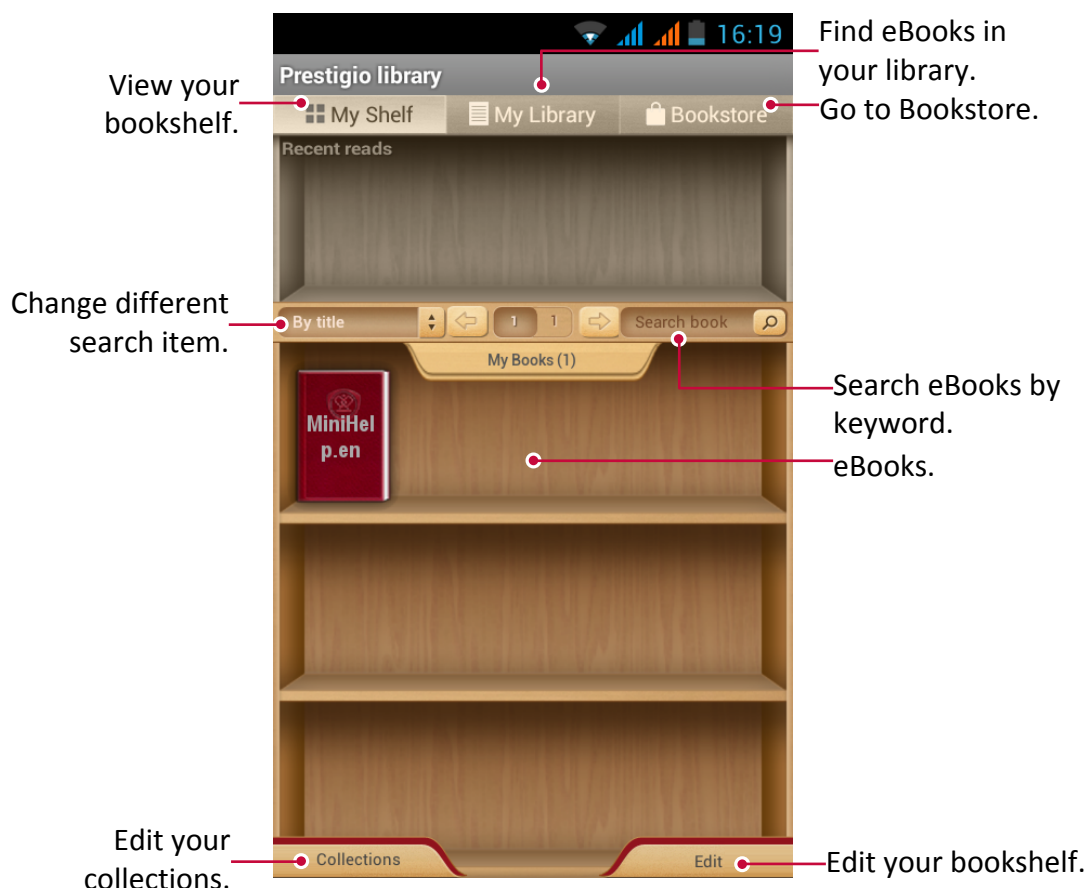 16:19
Find eBooks in
your library.
Prestigio library
View your
bookshelf.
My Shelf
My Library
Bookstore
Go to Bookstore.
Recent reads
Change different
search item.
By title
1
1
Search book
My Books (1)
MiniHel
p.en
Search eBooks by
keyword.
eBooks.
Edit your
collections.
Collections
Edit
Edit your bookshelf.